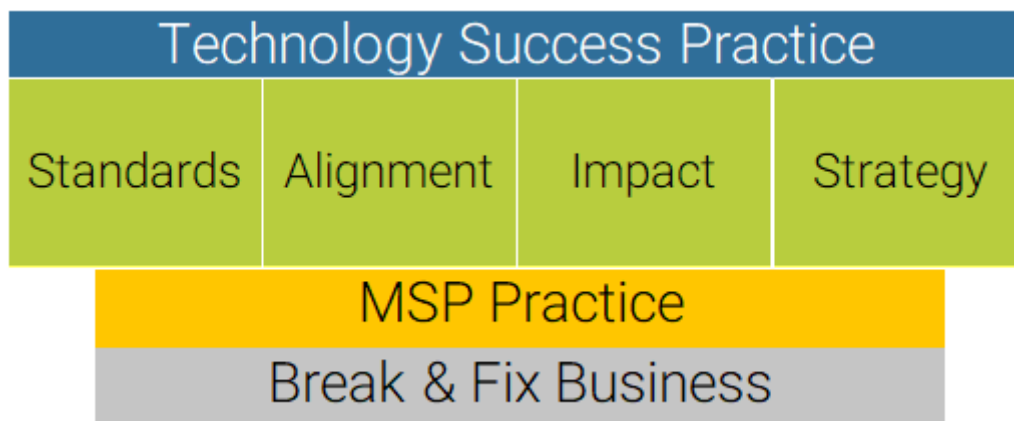 Technology Success Practice
Standards Alignment Impact Strategy
MSP Practice
Break & Fix Business